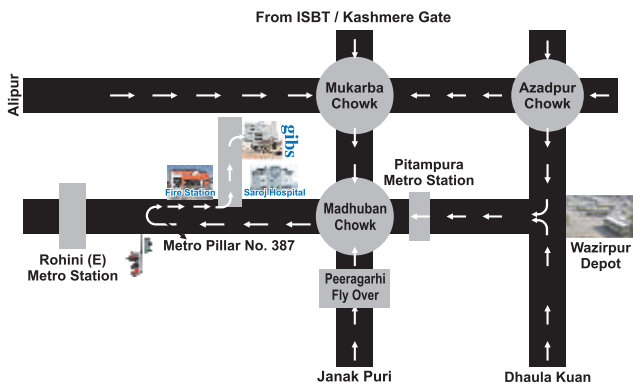 From ISBT / Kashmere Gate
Alipur
Mukarba
Chowk
Azadpur
Chowk
gibs
Fire Station
Saroj Hospital
Pitampura
Metro Station
Madhuban
Chowk
Rohini (E)
Metro Station
Metro Pillar No. 387
Wazirpur
Depot
Peeragarhi
Fly Over
Janak Puri
Dhaula Kuan